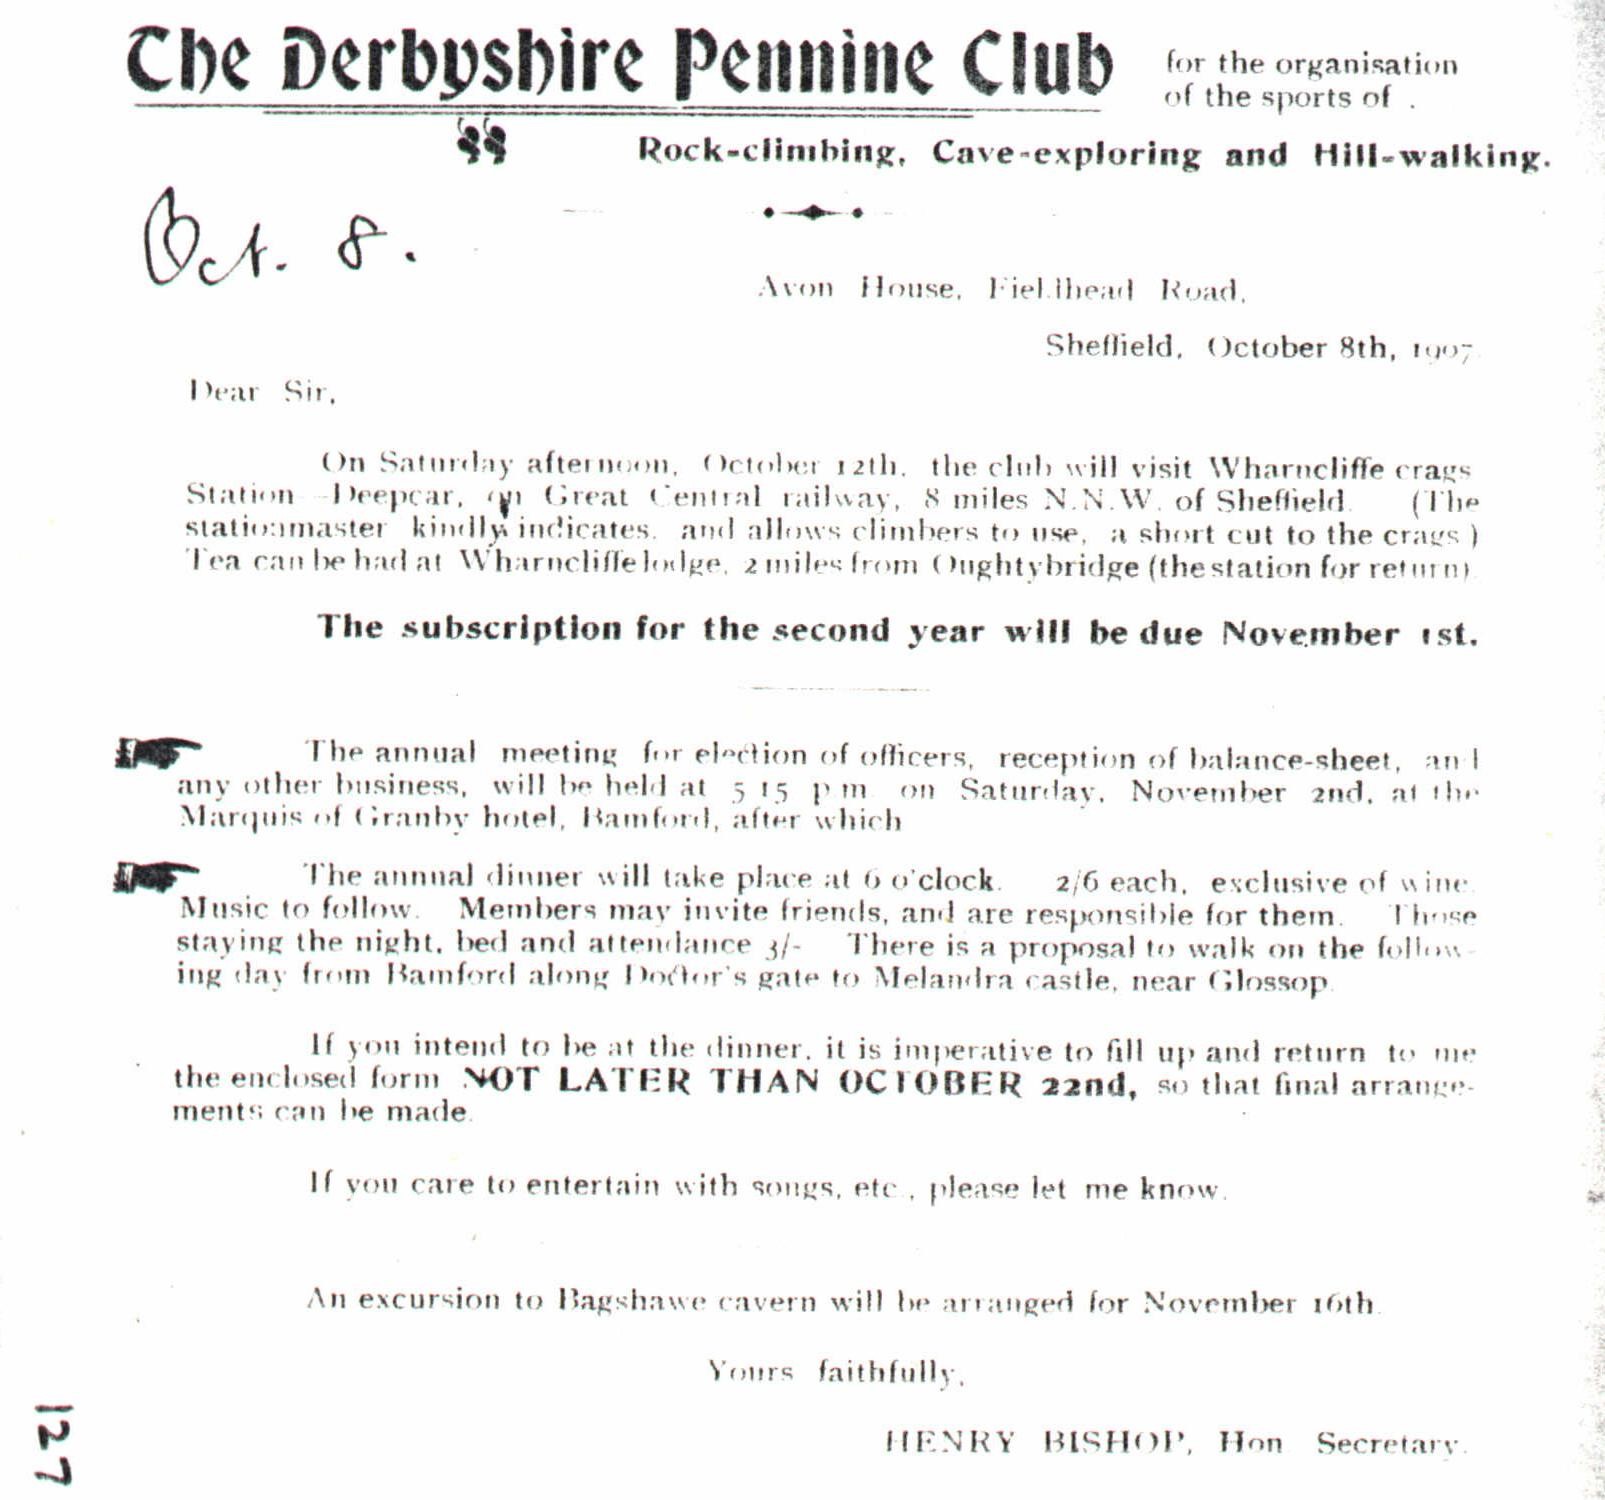 The Derbyshire Pennine Club
for the organisation
of the sports of .
Rock-climbing, Cave-exploring and Hill-walking.
Oct. 8.
Avon House, Fieldhead Road,
Sheffield, October 8th, 1907.
Dear Sir,
On Saturday afternoon, October 12th, the club will visit Wharncliffe crags
Station—Deepcar, on Great Central railway, 8 miles N.N.W. of Sheffield. (The
stationmaster kindly indicates, and allows climbers to use, a short cut to the crags)
Tea can be had at Wharncliffe lodge, 2 miles from Oughtybridge (the station for return).
The subscription for the second year will be due November 1st.
The annual meeting for election of officers, reception of balance-sheet, and
any other business, will be held at 5 15 p m on Saturday, November 2nd, at the
Marquis of Granby hotel, Bamford, after which
The annual dinner will take place at 6 o'clock. 2/6 each, exclusive of wine.
Music to follow. Members may invite friends, and are responsible for them. Those
staying the night, bed and attendance 3/- There is a proposal to walk on the follow-
ing day from Bamford along Doctor's gate to Melandra castle, near Glossop.
If you intend to be at the dinner, it is imperative to fill up and return to me
the enclosed form NOT LATER THAN OCTOBER 22nd, so that final arrange-
ments can be made.
If you care to entertain with songs, etc., please let me know.
An excursion to Bagshawe cavern will be arranged for November 16th.
Yours faithfully,
HENRY BISHOP, Hon Secretary.
127